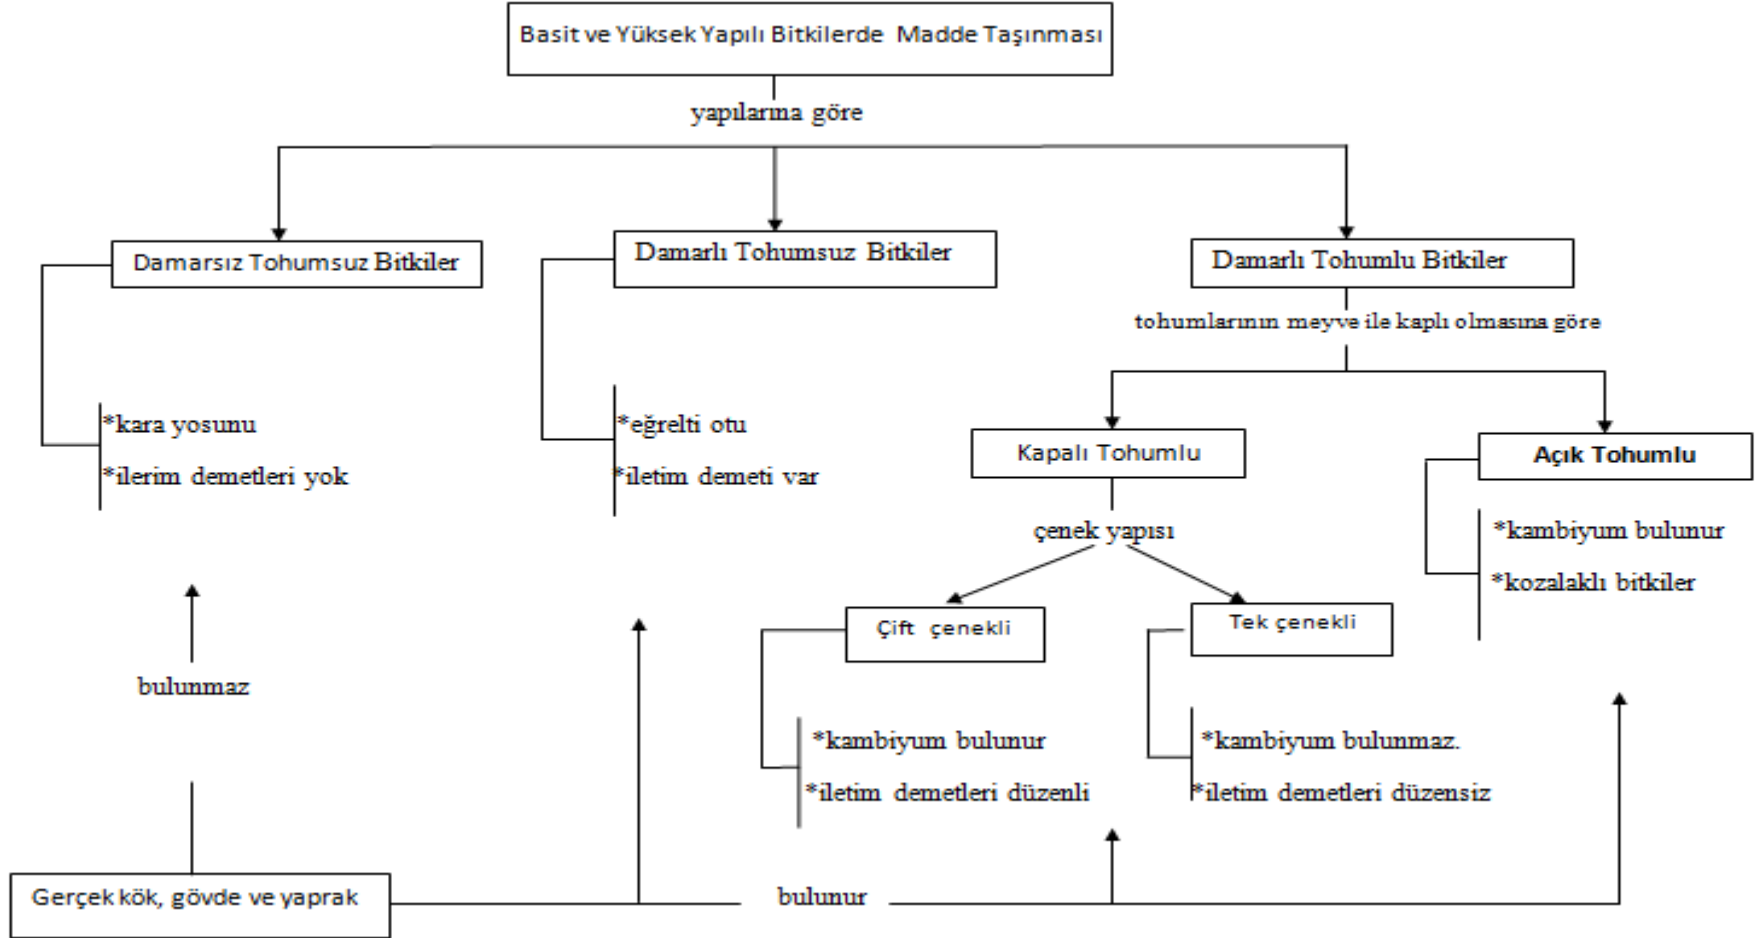 Basit ve Yüksek Yapılı Bitkilerde Madde Taşınması
yapılarına göre
Damarsız Tohumsuz Bitkiler
Damarlı Tohumsuz Bitkiler
Damarlı Tohumlu Bitkiler
tohumlarının meyve ile kaplı olmasına göre
*kara yosunu
*ilerim demetleri yok
*eğrelti otu
*iletim demeti var
Kapalı Tohumlu
Açık Tohumlu
çenek yapısı
*kambiyum bulunur
*kozalaklı bitkiler
Çift çenekli
Tek çenekli
*kambiyum bulunur
*iletim demetleri düzenli
*kambiyum bulunmaz.
*iletim demetleri düzensiz
bulunmaz
Gerçek kök, gövde ve yaprak
bulunur